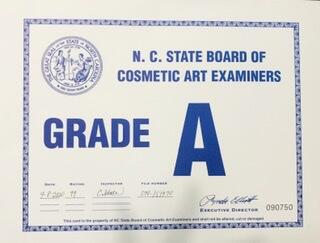 N. C. STATE BOARD OF
COSMETIC ART EXAMINERS
GRADE A
DATE RATING INSPECTOR FILE NUMBER
99
EXECUTIVE DIRECTOR
090750
This card is the property of NC State Board of Cosmetic Art Examiners and shall not be altered, cut or damaged.